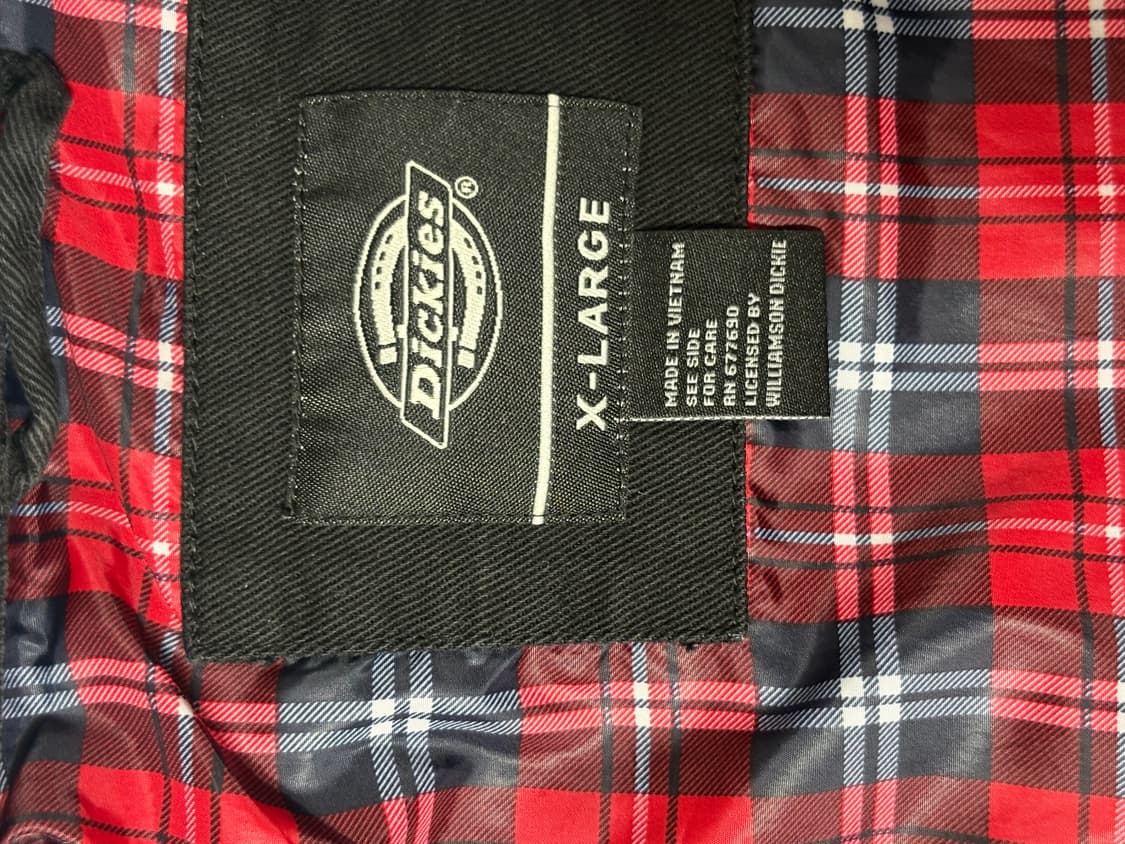 Dickies®
X-LARGE
MADE IN VIETNAM
SEE SIDE
FOR CARE
RN 677690
LICENSED BY
WILLIAMSON DICKIE